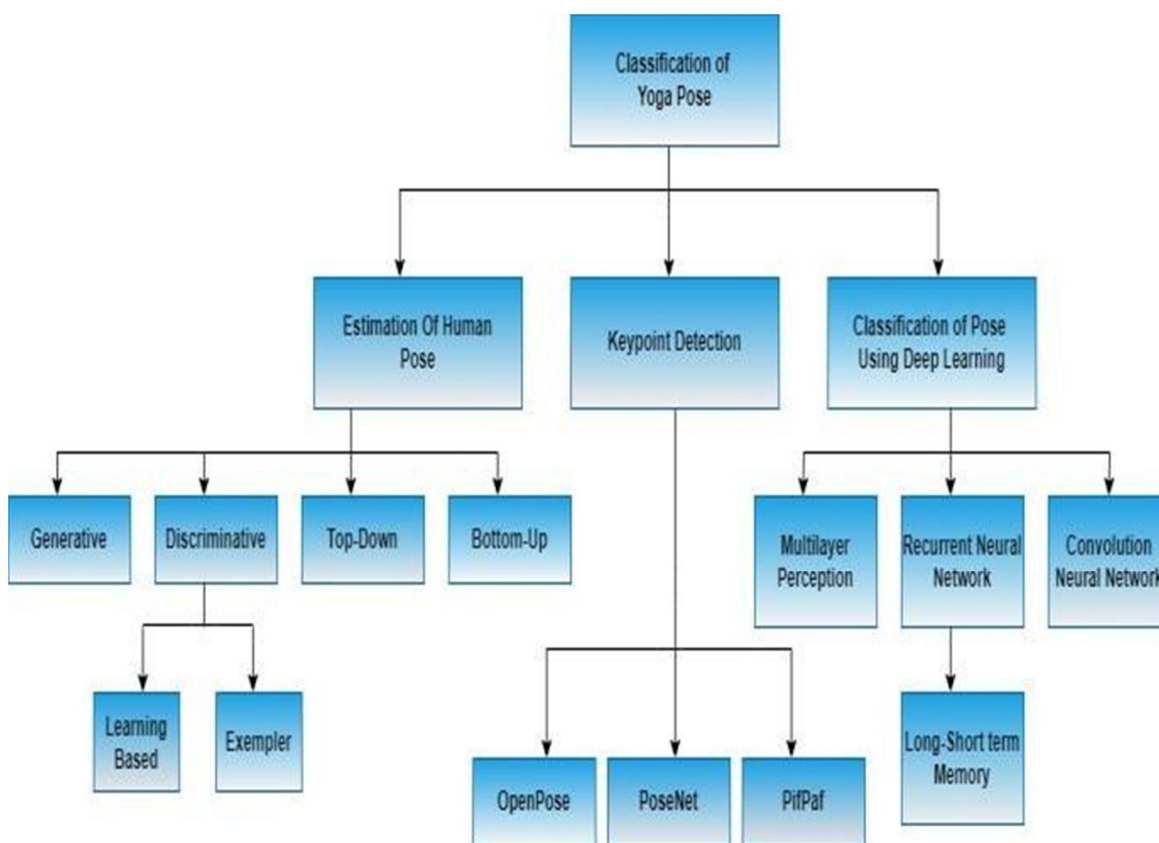 Classification of
Yoga Pose
Estimation Of Human
Pose
Keypoint Detection
Classification of Pose
Using Deep Learning
Generative
Discriminative
Top-Down
Bottom-Up
Multilayer
Perception
Recurrent Neural
Network
Convolution
Neural Network
Learning
Based
Exempler
Long-Short term
Memory
OpenPose
PoseNet
PifPaf